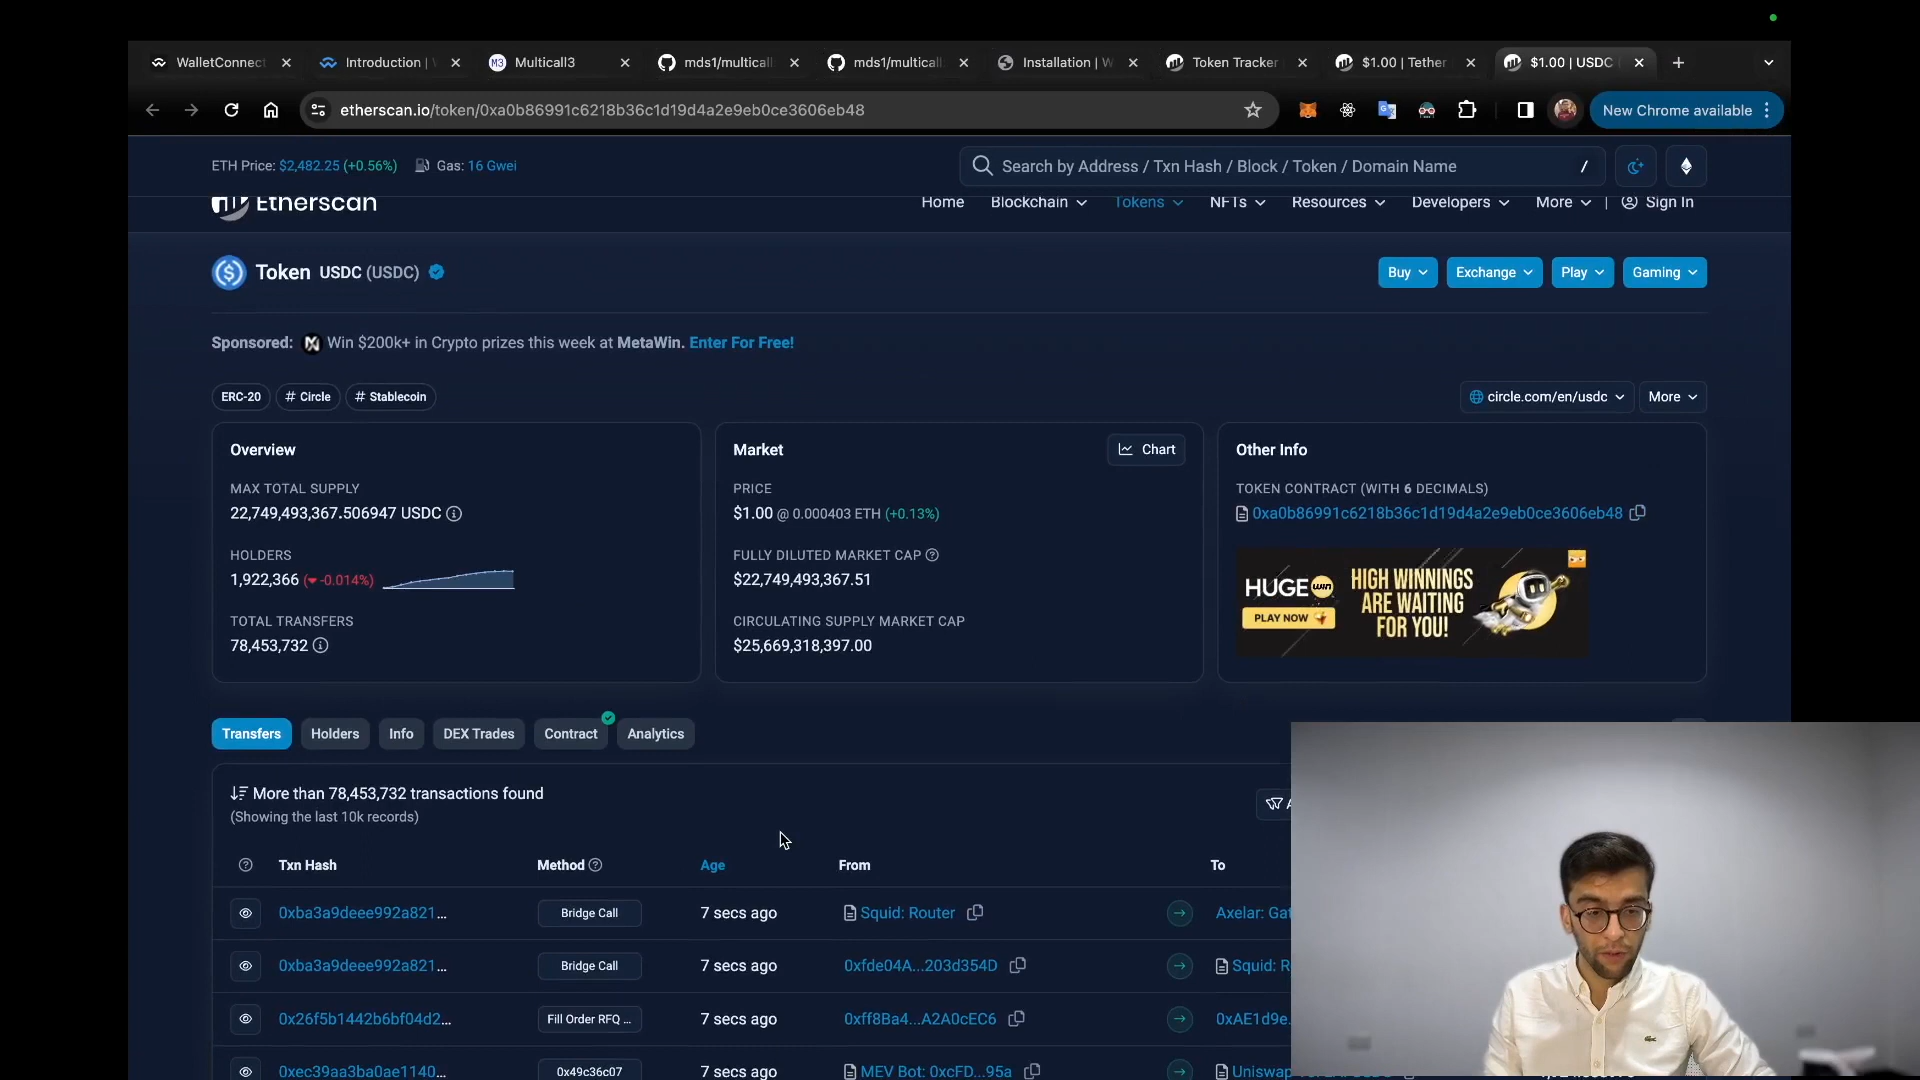 WalletConnect
Introduction |
M3 Multicall3
mds1/multicall
mds1/multicall
Installation | W
Token Tracker
$1.00 | Tether
$1.00 | USDC
etherscan.io/token/0xa0b86991c6218b36c1d19d4a2e9eb0ce3606eb48
New Chrome available
ETH Price: $2,482.25 (+0.56%) Gas: 16 Gwei
Search by Address / Txn Hash / Block / Token / Domain Name /
Etherscan
Home Blockchain Tokens NFTs Resources Developers More | Sign In
Token USDC (USDC)
Buy Exchange Play Gaming
Sponsored: Win $200k+ in Crypto prizes this week at MetaWin. Enter For Free!
ERC-20 # Circle # Stablecoin
circle.com/en/usdc More
Overview
MAX TOTAL SUPPLY
22,749,493,367.506947 USDC
HOLDERS
1,922,366 (-0.014%)
TOTAL TRANSFERS
78,453,732
Market
Chart
PRICE
$1.00 @ 0.000403 ETH (+0.13%)
FULLY DILUTED MARKET CAP
$22,749,493,367.51
CIRCULATING SUPPLY MARKET CAP
$25,669,318,397.00
Other Info
TOKEN CONTRACT (WITH 6 DECIMALS)
0xa0b86991c6218b36c1d19d4a2e9eb0ce3606eb48
HUGE win
PLAY NOW
HIGH WINNINGS
ARE WAITING
FOR YOU!
Transfers Holders Info DEX Trades Contract Analytics
More than 78,453,732 transactions found
(Showing the last 10k records)
Txn Hash Method Age From To
0xba3a9deee992a821... Bridge Call 7 secs ago Squid: Router Axelar: Gat
0xba3a9deee992a821... Bridge Call 7 secs ago 0xfde04A...203d354D Squid: R
0x26f5b1442b6bf04d2... Fill Order RFQ ... 7 secs ago 0xff8Ba4...A2A0cEC6 0xAE1d9e.
0xec39aa3ba0ae1140... 0x49c36c07 7 secs ago MEV Bot: 0xcFD...95a Uniswap